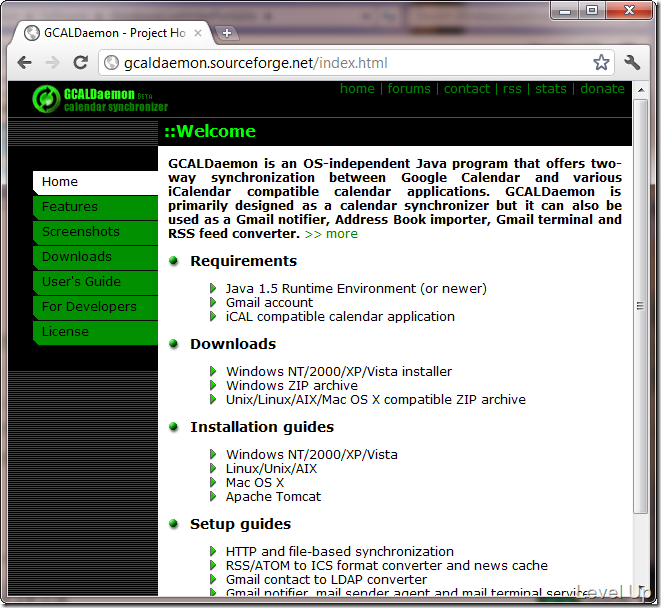 GCALDaemon - Project Ho
gcaldaemon.sourceforge.net/index.html
GCALDaemon BETA
calendar synchronizer
home | forums | contact | rss | stats | donate
::Welcome
Home
Features
Screenshots
Downloads
User's Guide
For Developers
License
GCALDaemon is an OS-independent Java program that offers two-
way synchronization between Google Calendar and various
iCalendar compatible calendar applications. GCALDaemon is
primarily designed as a calendar synchronizer but it can also be
used as a Gmail notifier, Address Book importer, Gmail terminal and
RSS feed converter. >> more
Requirements
Java 1.5 Runtime Environment (or newer)
Gmail account
iCAL compatible calendar application
Downloads
Windows NT/2000/XP/Vista installer
Windows ZIP archive
Unix/Linux/AIX/Mac OS X compatible ZIP archive
Installation guides
Windows NT/2000/XP/Vista
Linux/Unix/AIX
Mac OS X
Apache Tomcat
Setup guides
HTTP and file-based synchronization
RSS/ATOM to ICS format converter and news cache
Gmail contact to LDAP converter
Gmail notifier, mail sender agent and mail terminal service
Level Up